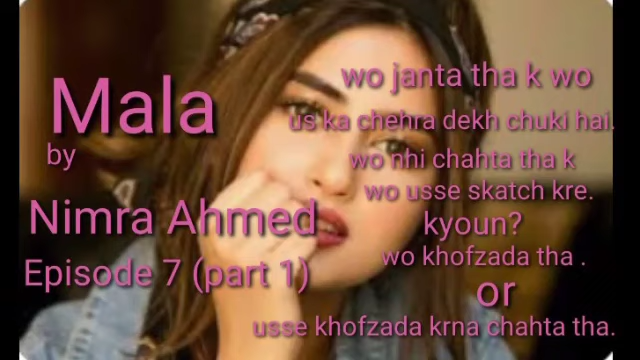 Mala
by
Nimra Ahmed
Episode 7 (part 1)
wo janta tha k wo
us ka chehra dekh chuki hai.
wo nhi chahta tha k
wo usse skatch kre.
kyoun?
wo khofzada tha .
or
usse khofzada krna chahta tha.